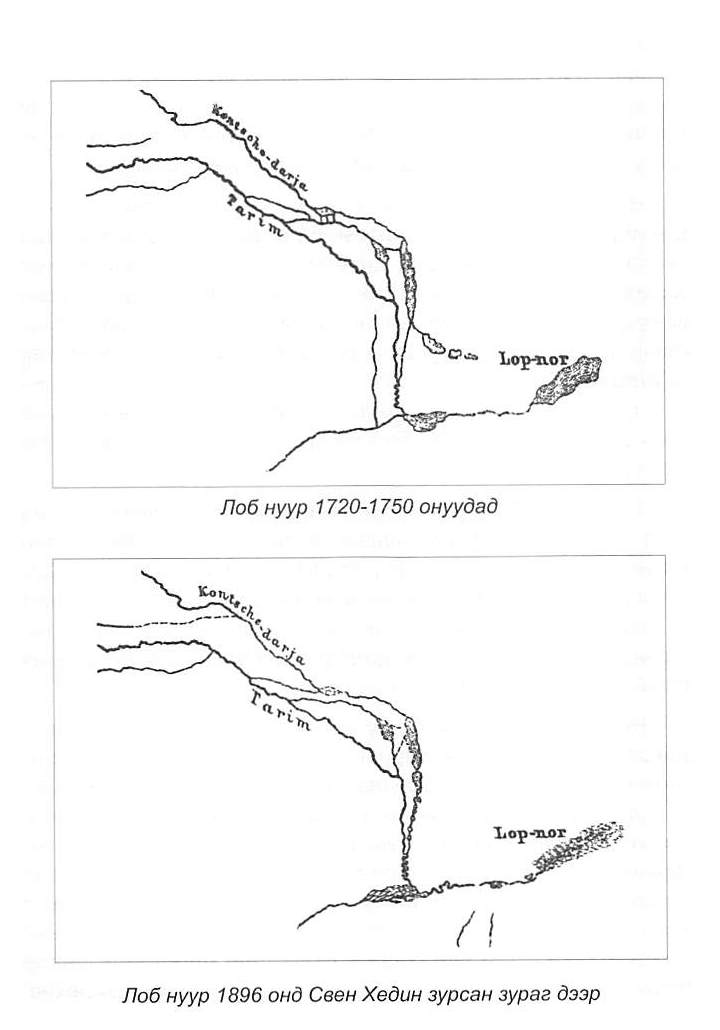 Kontsche-darja
Tarim
Lop-nor
Лоб нуур 1720-1750 онуудад
Kontsche-darja
Tarim
Lop-nor
Лоб нуур 1896 онд Свен Хедин зурсан зураг дээр